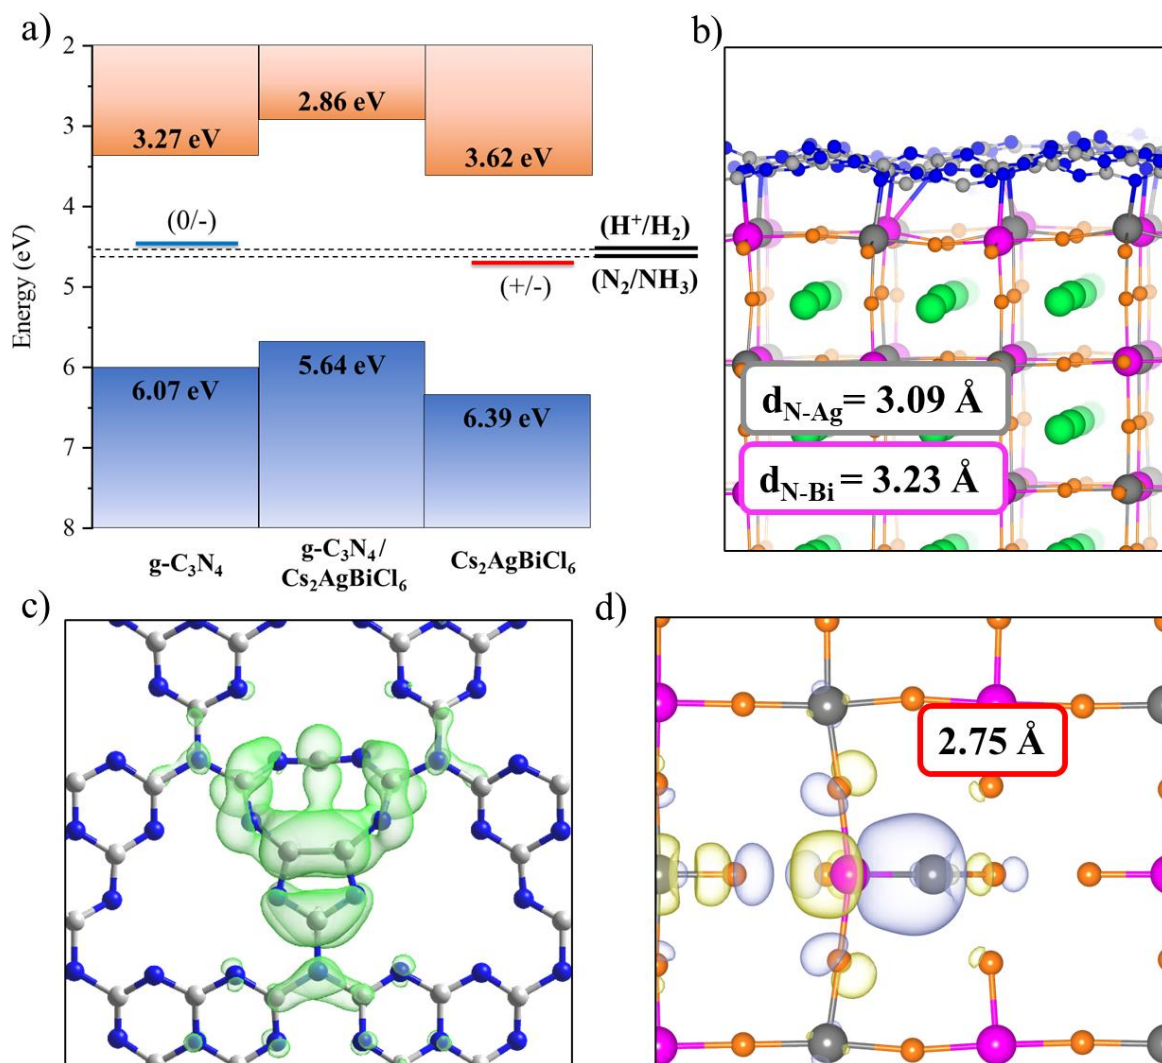 a)
2
3
4
5
6
7
8
Energy (eV)
3.27 eV
2.86 eV
3.62 eV
(0/-)
(H⁺/H₂)
(N₂/NH₃)
(+/-)
6.07 eV
5.64 eV
6.39 eV
g-C₃N₄
g-C₃N₄/
Cs₂AgBiCl₆
Cs₂AgBiCl₆
b)
d_N-Ag = 3.09 Å
d_N-Bi = 3.23 Å
c)
d)
2.75 Å